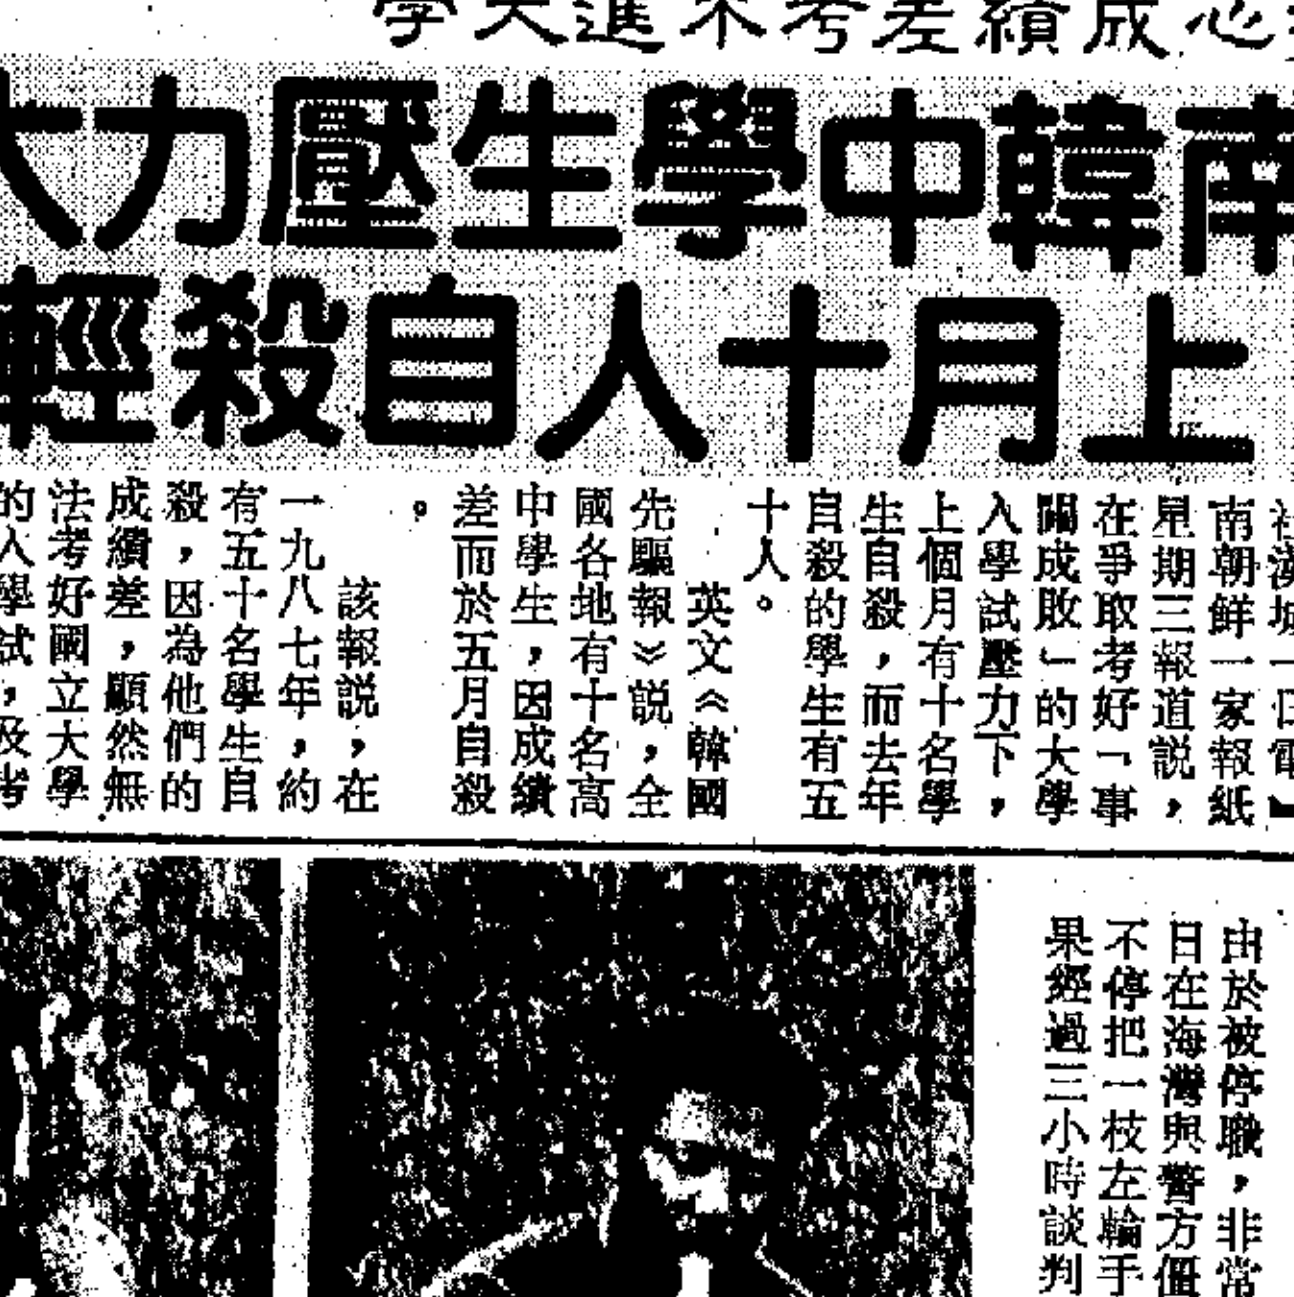 心成績差考不進大學
南韓中學生壓力大
上月十人自殺輕
社漢城一日電】
南朝鮮一家報紙
星期三報道説，
在爭取考好「事
關成敗」的大學
入學試壓力下，
上個月有十名學
生自殺，而去年
自殺的學生有五
十人。
英文《韓國
先驅報》説，全
國各地有十名高
中學生，因成績
差而於五月自殺
。
該報説，在
一九八七年，約
有五十名學生自
殺，因為他們的
成績差，顯然無
法考好國立大學
的入學試，及考
由於被停職，非常
日在海灣與警方僵
不停把一枝左輪手
果經過三小時談判